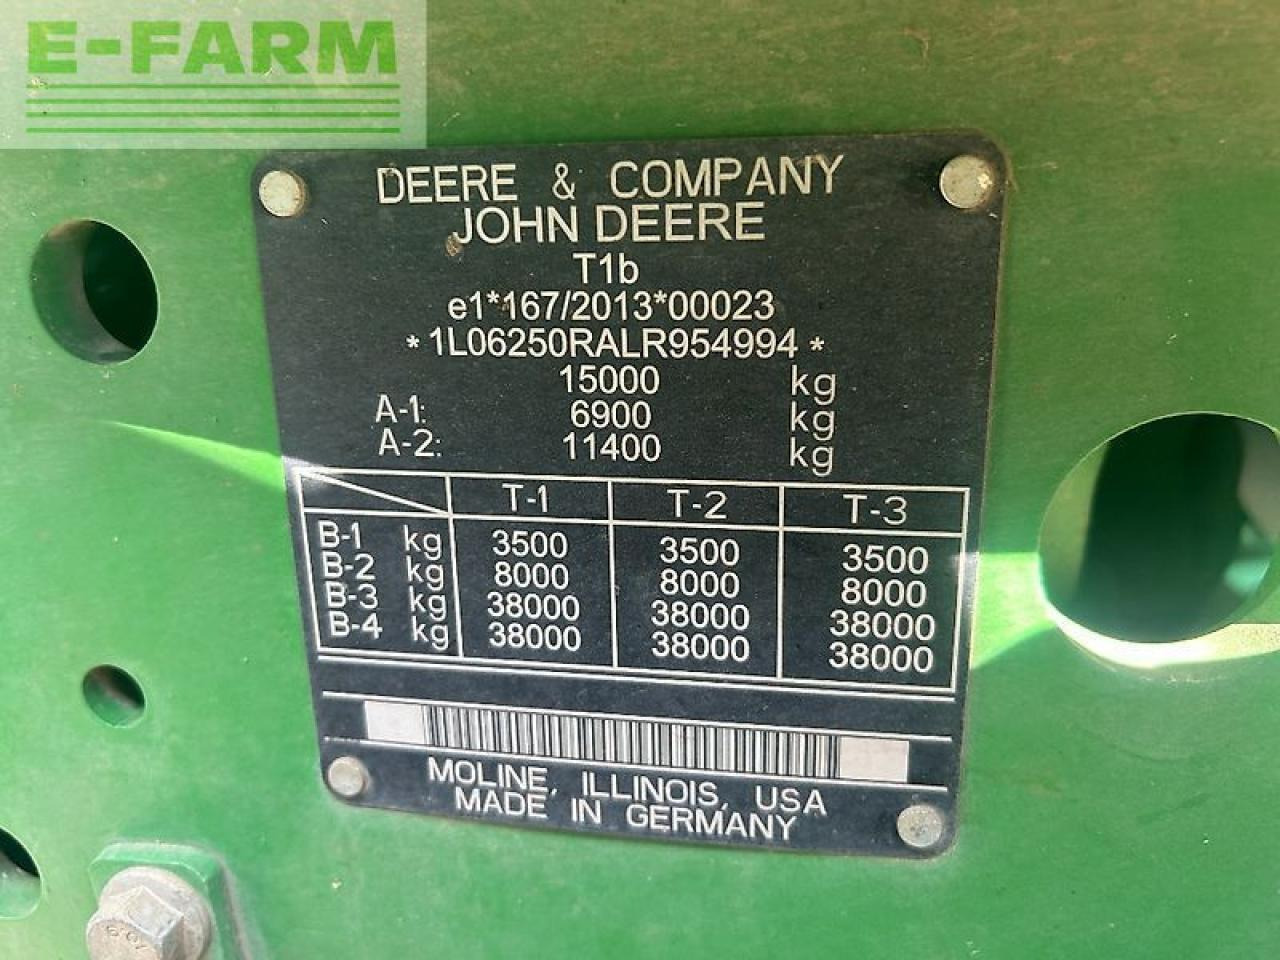 E-FARM
DEERE & COMPANY
JOHN DEERE
T1b
e1*167/2013*00023
*1L06250RALR954994*
15000 kg
A-1: 6900 kg
A-2: 11400 kg
T-1 T-2 T-3
B-1 kg 3500 3500 3500
B-2 kg 8000 8000 8000
B-3 kg 38000 38000 38000
B-4 kg 38000 38000 38000
MOLINE, ILLINOIS, USA
MADE IN GERMANY